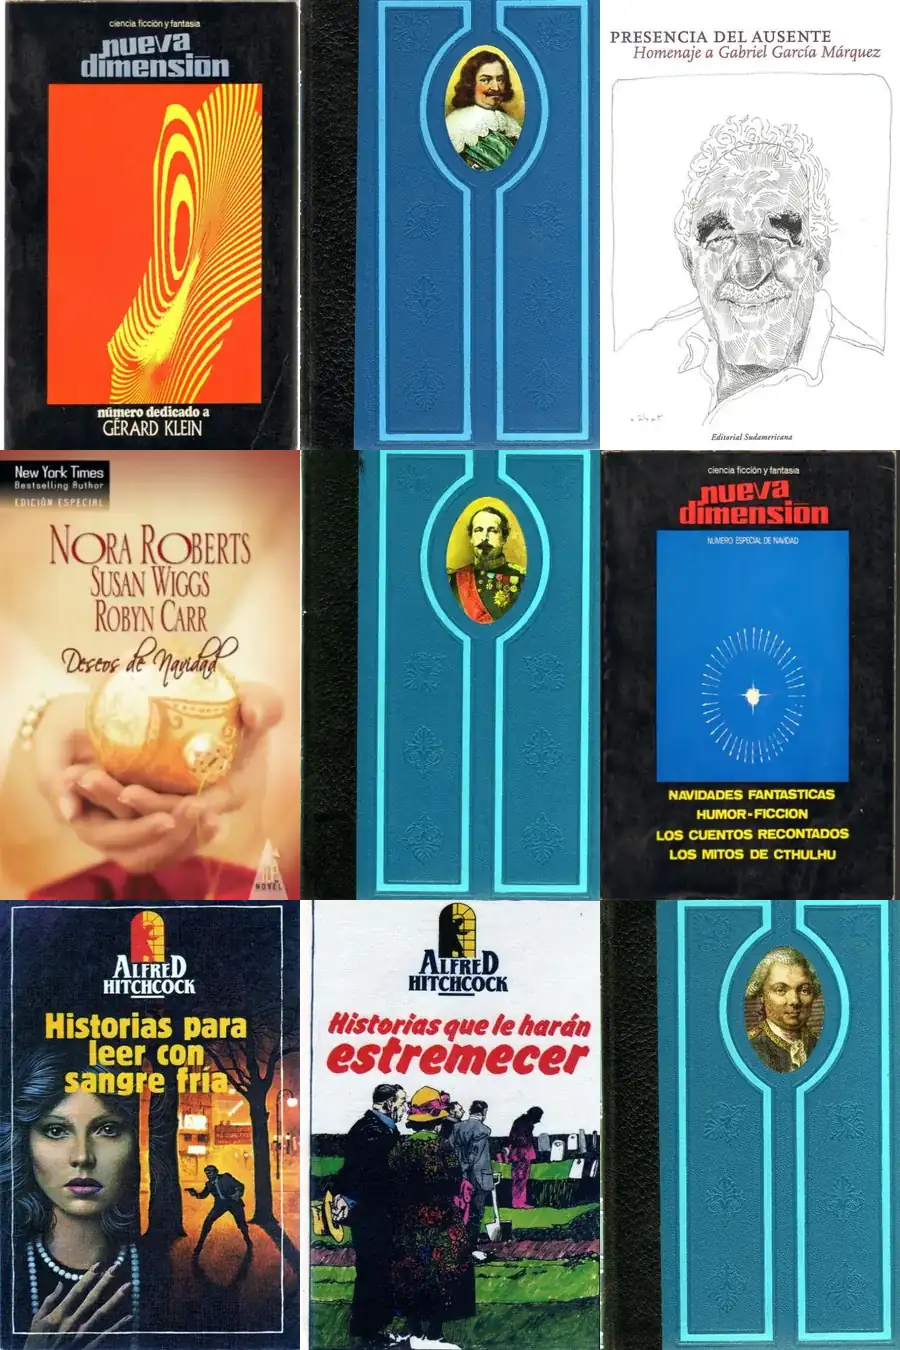 ciencia ficción y fantasía
nueva
dimensión
número dedicado a
GÉRARD KLEIN
PRESENCIA DEL AUSENTE
Homenaje a Gabriel García Márquez
Editorial Sudamericana
New York Times
Bestselling Author
EDICIÓN ESPECIAL
NORA ROBERTS
SUSAN WIGGS
ROBYN CARR
Deseos de Navidad
TOP
NOVEL
ciencia ficción y fantasía
nueva
dimensión
NUMERO ESPECIAL DE NAVIDAD
NAVIDADES FANTASTICAS
HUMOR-FICCION
LOS CUENTOS RECONTADOS
LOS MITOS DE CTHULHU
ALFRED
HITCHCOCK
Historias para
leer con
sangre fría.
ALFRED
HITCHCOCK
Historias que le harán
estremecer